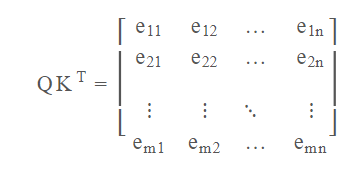 e11 e12 … e1n
e21 e22 … e2n
QK^T =
⋮ ⋮ ⋱ ⋮
em1 em2 … emn